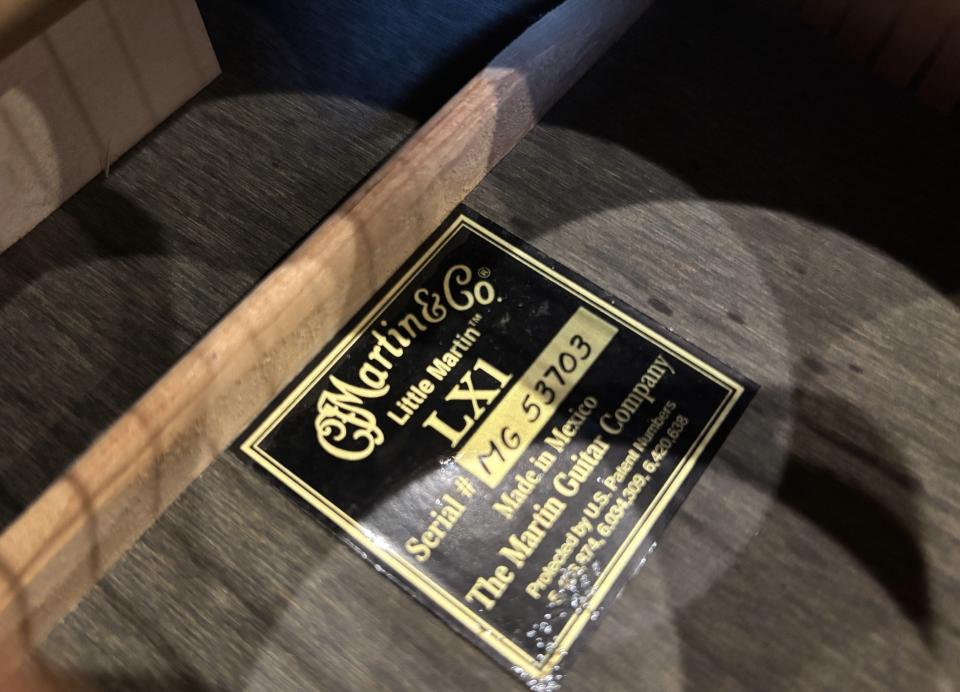 CFMartin & Co®
Little Martin™
LX1
Serial # MG 53703
Made in Mexico
The Martin Guitar Company
Protected by U.S. Patent Numbers
6,034,309, 6,420,638